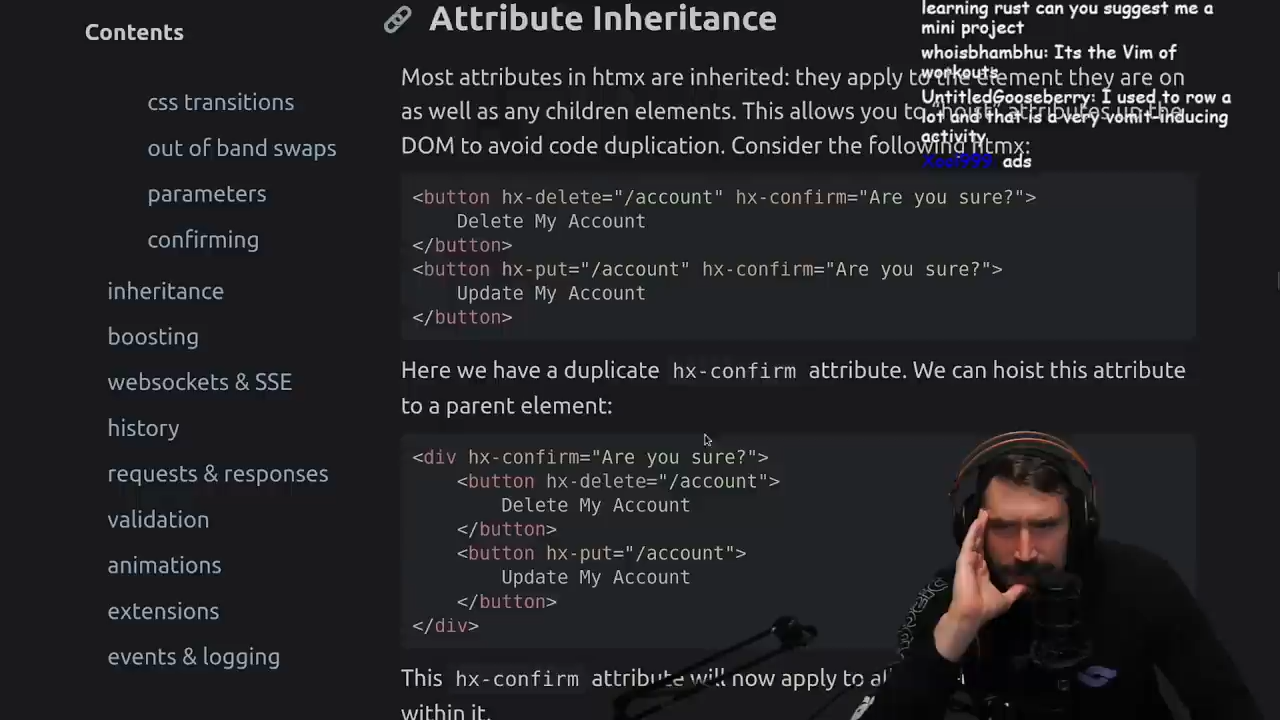 Contents
css transitions
out of band swaps
parameters
confirming
inheritance
boosting
websockets & SSE
history
requests & responses
validation
animations
extensions
events & logging
Attribute Inheritance
Most attributes in htmx are inherited: they apply to the element they are on
as well as any children elements. This allows you to "hoist" attributes up the
DOM to avoid code duplication. Consider the following htmx:
<button hx-delete="/account" hx-confirm="Are you sure?">
Delete My Account
</button>
<button hx-put="/account" hx-confirm="Are you sure?">
Update My Account
</button>
Here we have a duplicate hx-confirm attribute. We can hoist this attribute
to a parent element:
<div hx-confirm="Are you sure?">
<button hx-delete="/account">
Delete My Account
</button>
<button hx-put="/account">
Update My Account
</button>
</div>
This hx-confirm attribute will now apply to al
within it.
learning rust can you suggest me a
mini project
whoisbhambhu: Its the Vim of
workouts
UntitledGooseberry: I used to row a
lot and that is a very vomit-inducing
activity
ads